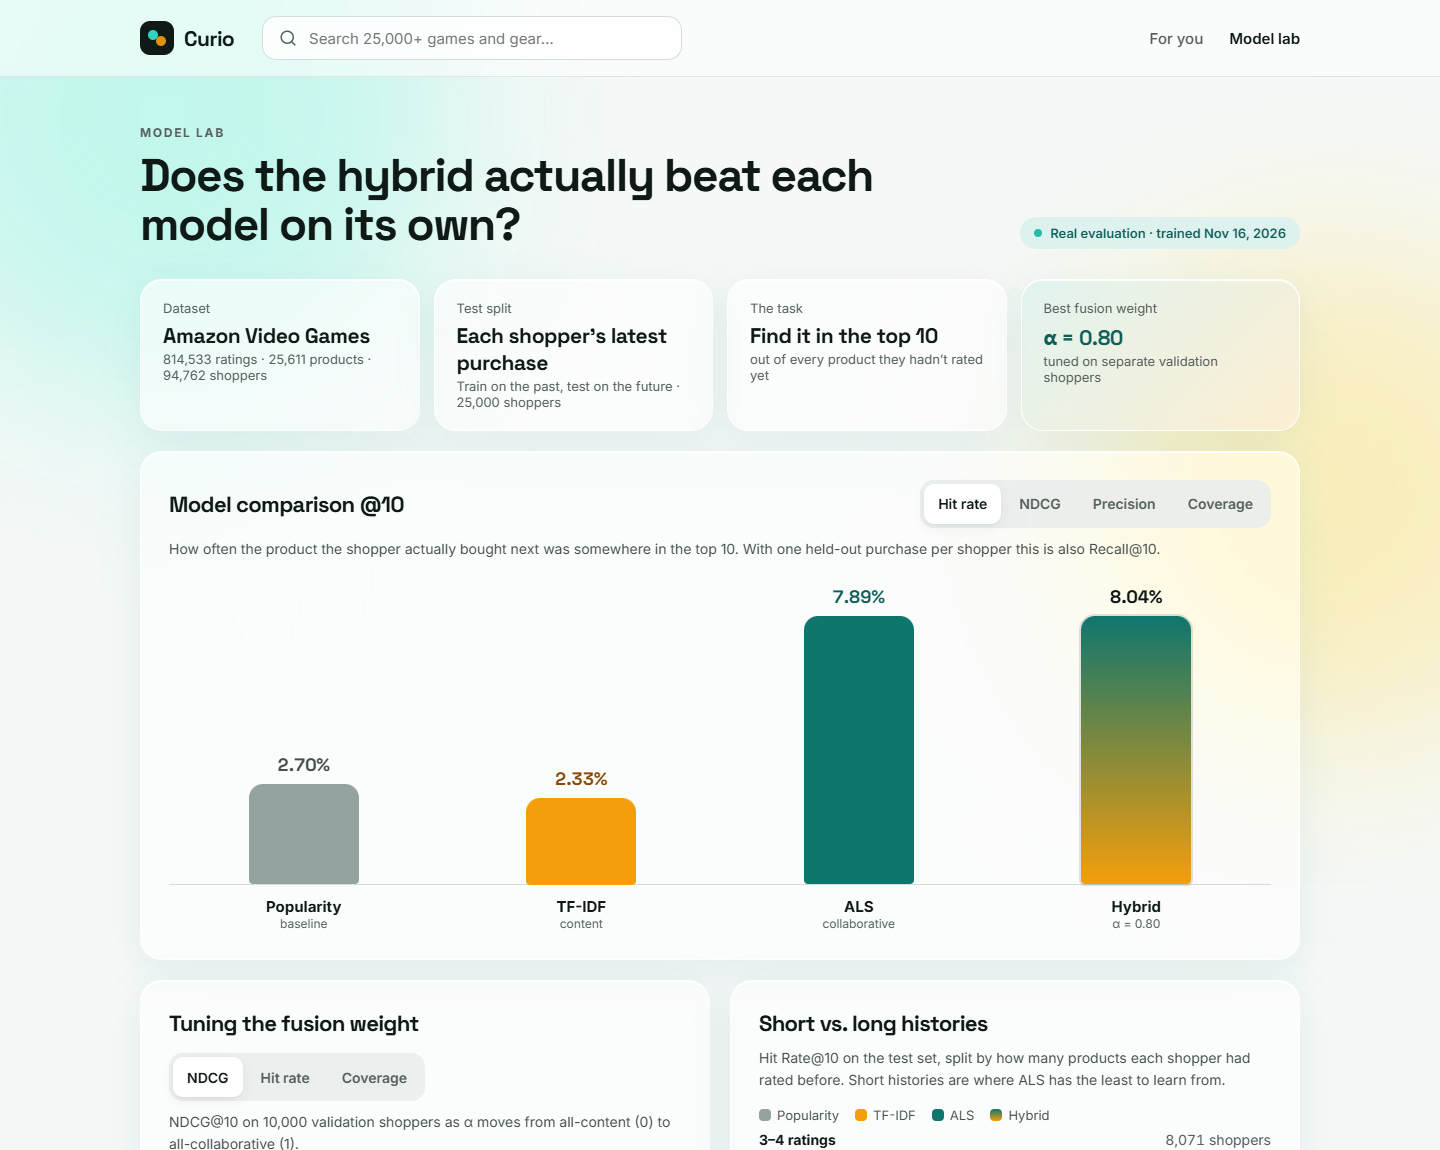 Curio
Search 25,000+ games and gear...
For you
Model lab
MODEL LAB
Does the hybrid actually beat each
model on its own?
Real evaluation · trained Nov 16, 2026
Dataset
Amazon Video Games
814,533 ratings · 25,611 products ·
94,762 shoppers
Test split
Each shopper's latest
purchase
Train on the past, test on the future ·
25,000 shoppers
The task
Find it in the top 10
out of every product they hadn't rated
yet
Best fusion weight
α = 0.80
tuned on separate validation
shoppers
Model comparison @10
Hit rate
NDCG
Precision
Coverage
How often the product the shopper actually bought next was somewhere in the top 10. With one held-out purchase per shopper this is also Recall@10.
2.70%
2.33%
7.89%
8.04%
Popularity
baseline
TF-IDF
content
ALS
collaborative
Hybrid
α = 0.80
Tuning the fusion weight
NDCG
Hit rate
Coverage
NDCG@10 on 10,000 validation shoppers as α moves from all-content (0) to
all-collaborative (1).
Short vs. long histories
Hit Rate@10 on the test set, split by how many products each shopper had
rated before. Short histories are where ALS has the least to learn from.
Popularity
TF-IDF
ALS
Hybrid
3–4 ratings
8,071 shoppers